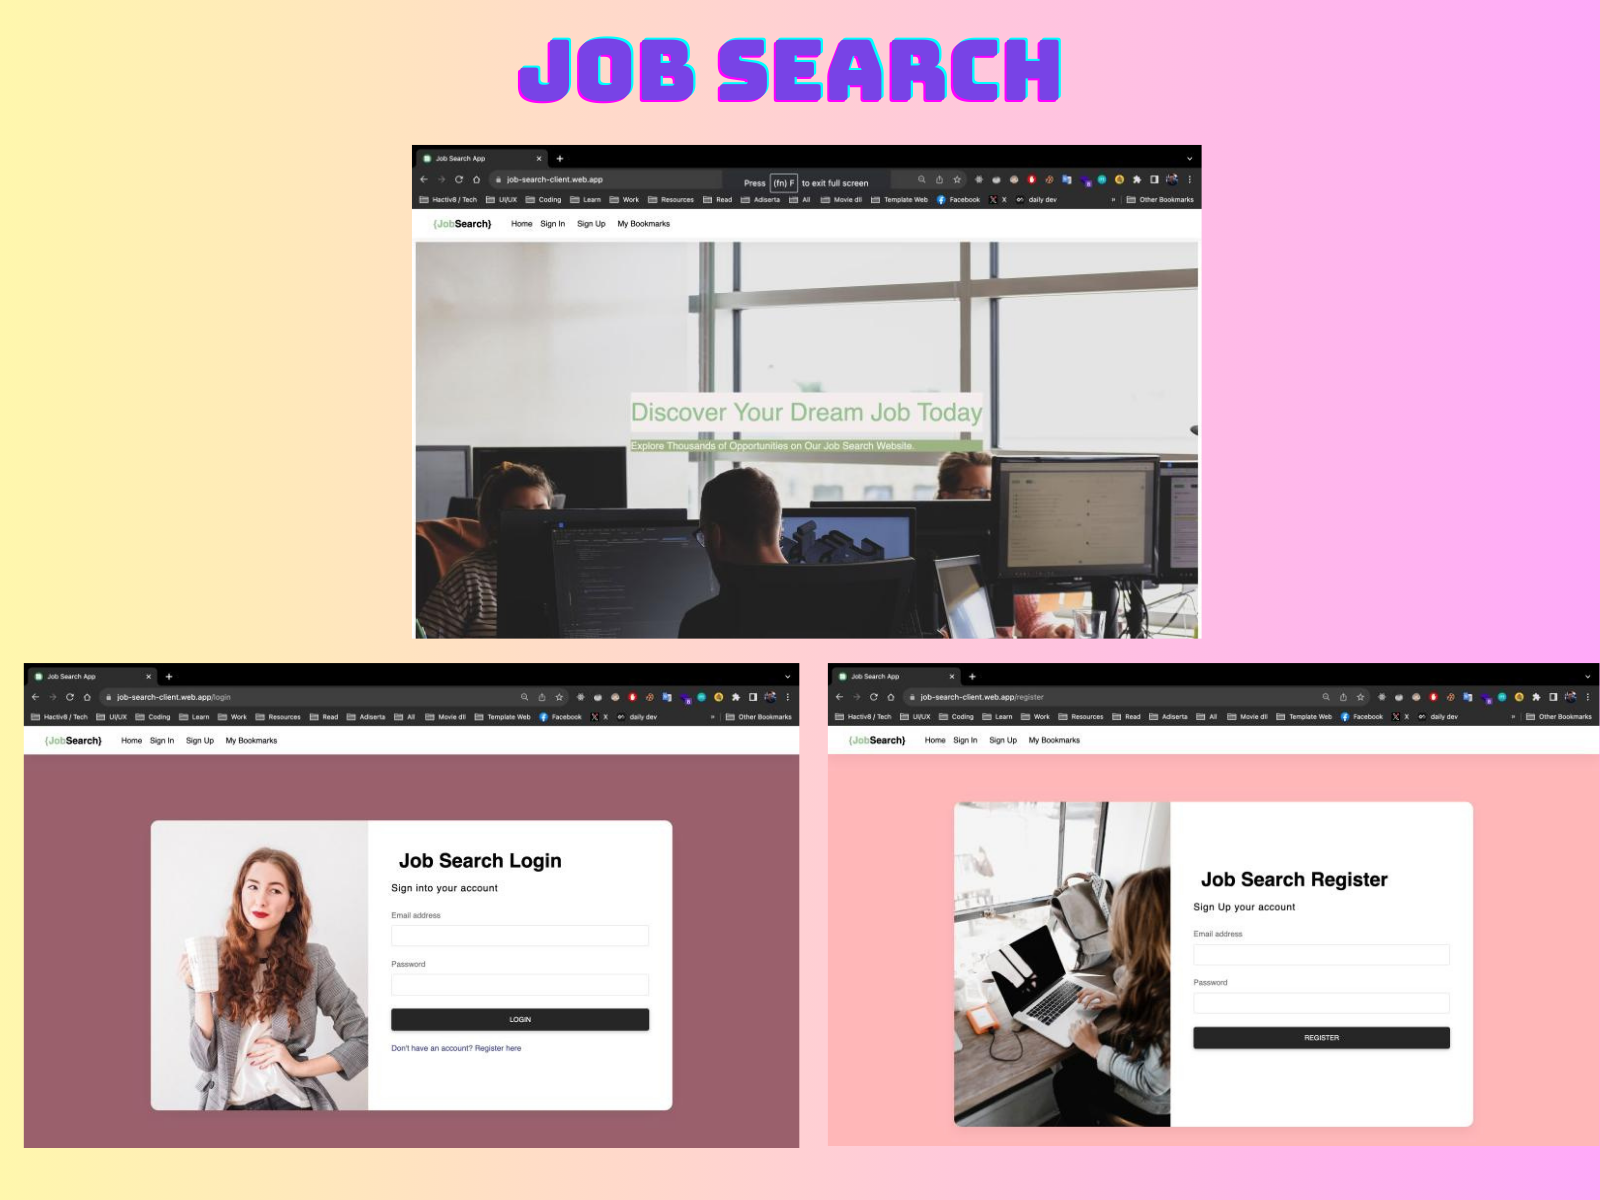 JOB SEARCH
Job Search App
job-search-client.web.app
Press (fn) F to exit full screen
Hactiv8 / Tech UI/UX Coding Learn Work Resources Read Adiserta All Movie dll Template Web Facebook X daily dev » Other Bookmarks
{JobSearch} Home Sign In Sign Up My Bookmarks
Discover Your Dream Job Today
Explore Thousands of Opportunities on Our Job Search Website.
Job Search App
job-search-client.web.app/login
Hactiv8 / Tech UI/UX Coding Learn Work Resources Read Adiserta All Movie dll Template Web Facebook X daily dev » Other Bookmarks
{JobSearch} Home Sign In Sign Up My Bookmarks
Job Search Login
Sign into your account
Email address
Password
LOGIN
Don't have an account? Register here
Job Search App
job-search-client.web.app/register
Hactiv8 / Tech UI/UX Coding Learn Work Resources Read Adiserta All Movie dll Template Web Facebook X daily dev » Other Bookmarks
{JobSearch} Home Sign In Sign Up My Bookmarks
Job Search Register
Sign Up your account
Email address
Password
REGISTER